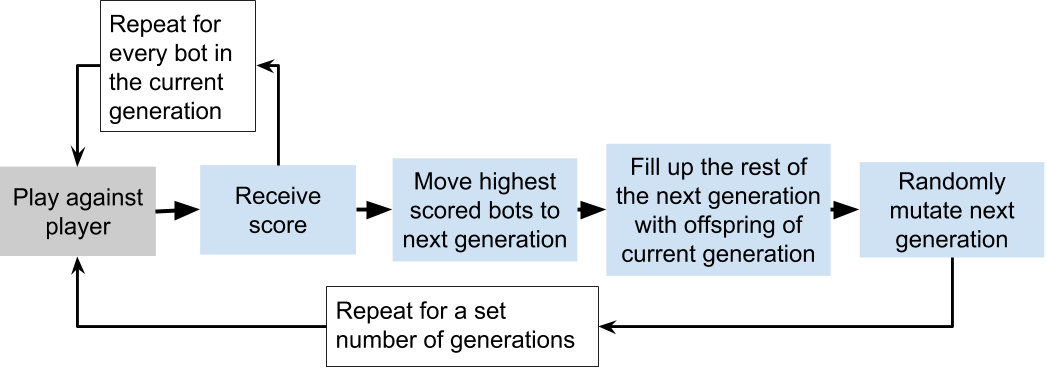 Repeat for
every bot in
the current
generation
Play against
player
Receive
score
Move highest
scored bots to
next generation
Fill up the rest of
the next generation
with offspring of
current generation
Randomly
mutate next
generation
Repeat for a set
number of generations